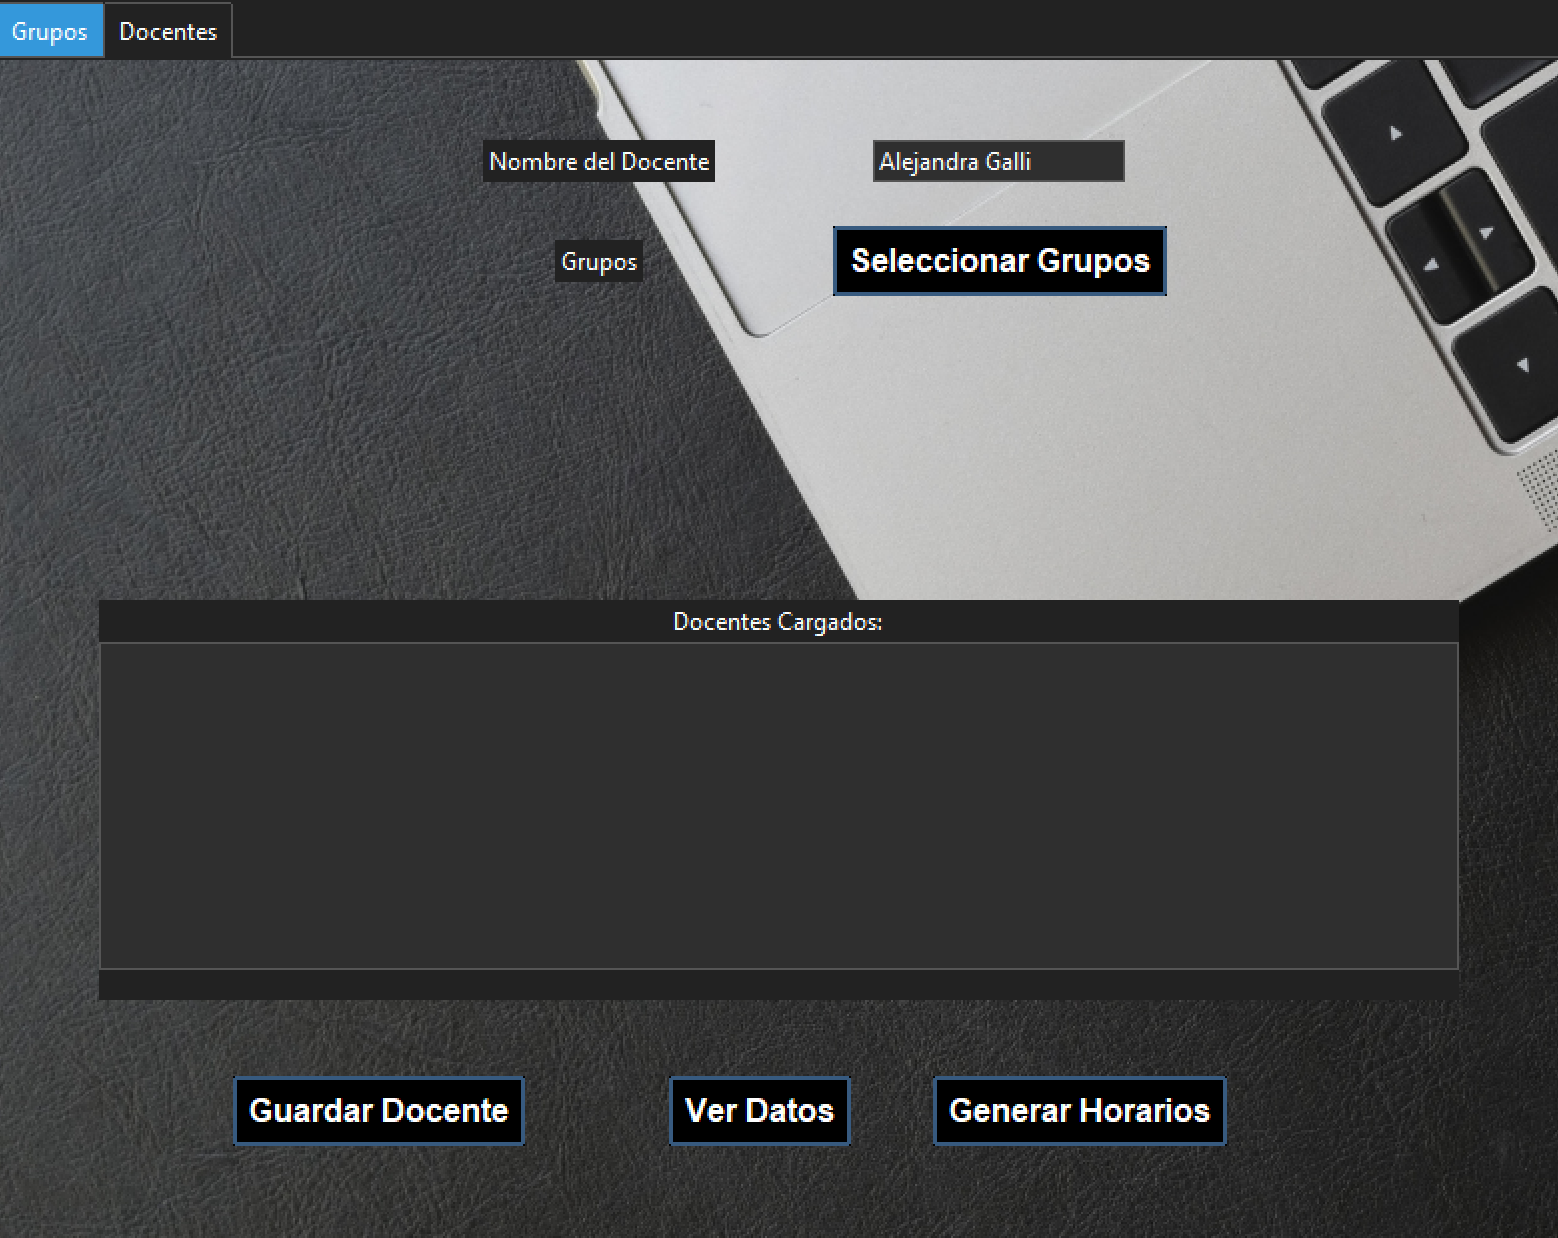 Grupos Docentes
Nombre del Docente Alejandra Galli
Grupos Seleccionar Grupos
Docentes Cargados:
Guardar Docente Ver Datos Generar Horarios